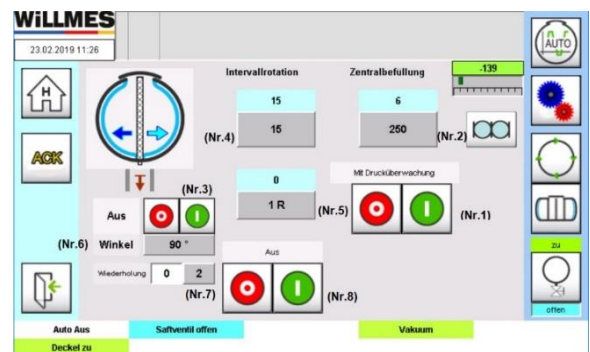 WiLLMES
23.02.2019 11:26
AUTO
Intervallrotation
Zentralbefüllung
-139
H
15
6
15
250
(Nr.4)
(Nr.2)
ACK
(Nr.3)
0
Mit Drucküberwachung
1 R
(Nr.5)
(Nr.1)
Aus
(Nr.6)
Winkel
90 °
Aus
zu
Wiederholung
0
2
(Nr.7)
(Nr.8)
offen
Auto Aus
Saftventil offen
Vakuum
Deckel zu